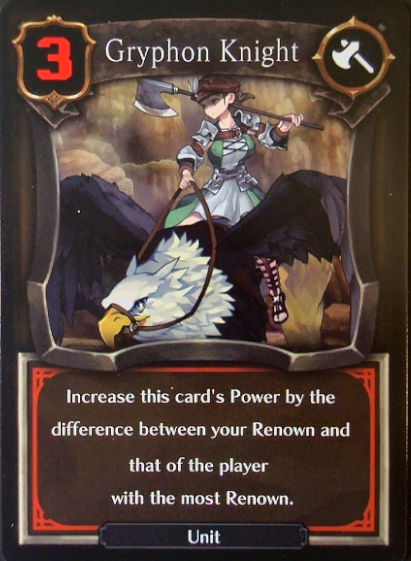 3
Gryphon Knight
Increase this card's Power by the
difference between your Renown and
that of the player
with the most Renown.
Unit